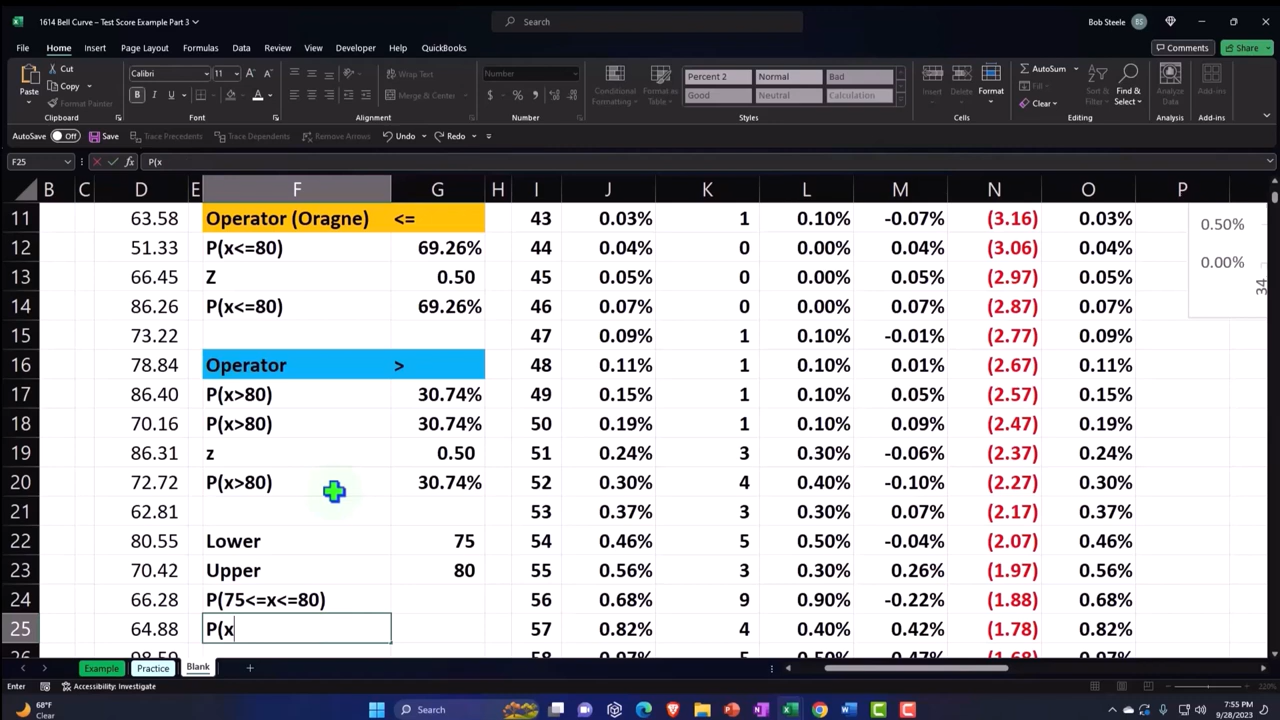 1614 Bell Curve – Test Score Example Part 3
Search
Bob Steele BS
File Home Insert Page Layout Formulas Data Review View Developer Help QuickBooks Comments Share
Paste Cut Copy Format Painter
Calibri 11 Wrap Text Merge & Center Number
Conditional Formatting Format as Table
Percent 2 Normal Bad
Good Neutral Calculation
Insert Delete Format
AutoSum Fill Clear
Sort & Filter Find & Select Analyze Data Add-ins
Clipboard Font Alignment Number Styles Cells Editing Analysis Add-ins
AutoSave Off Save Trace Precedents Trace Dependents Remove Arrows Undo Redo
F25 fx P(x
B C D E F G H I J K L M N O P
11 63.58 Operator (Oragne) <= 43 0.03% 1 0.10% -0.07% (3.16) 0.03% 0.50%
12 51.33 P(x<=80) 69.26% 44 0.04% 0 0.00% 0.04% (3.06) 0.04% 0.00%
13 66.45 Z 0.50 45 0.05% 0 0.00% 0.05% (2.97) 0.05% 34
14 86.26 P(x<=80) 69.26% 46 0.07% 0 0.00% 0.07% (2.87) 0.07%
15 73.22 47 0.09% 1 0.10% -0.01% (2.77) 0.09%
16 78.84 Operator > 48 0.11% 1 0.10% 0.01% (2.67) 0.11%
17 86.40 P(x>80) 30.74% 49 0.15% 1 0.10% 0.05% (2.57) 0.15%
18 70.16 P(x>80) 30.74% 50 0.19% 1 0.10% 0.09% (2.47) 0.19%
19 86.31 z 0.50 51 0.24% 3 0.30% -0.06% (2.37) 0.24%
20 72.72 P(x>80) 30.74% 52 0.30% 4 0.40% -0.10% (2.27) 0.30%
21 62.81 53 0.37% 3 0.30% 0.07% (2.17) 0.37%
22 80.55 Lower 75 54 0.46% 5 0.50% -0.04% (2.07) 0.46%
23 70.42 Upper 80 55 0.56% 3 0.30% 0.26% (1.97) 0.56%
24 66.28 P(75<=x<=80) 56 0.68% 9 0.90% -0.22% (1.88) 0.68%
25 64.88 P(x 57 0.82% 4 0.40% 0.42% (1.78) 0.82%
Example Practice Blank
Enter Accessibility: Investigate 220%
68°F Clear
Search
7:55 PM
9/28/2023